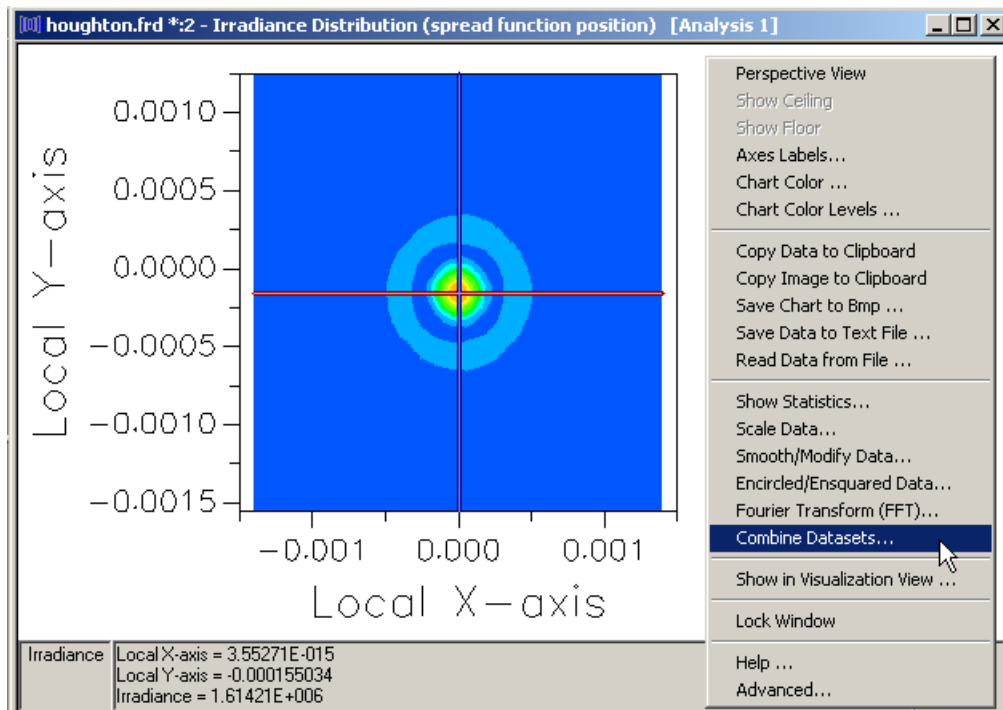 houghton.frd *:2 - Irradiance Distribution (spread function position) [Analysis 1]
Local Y-axis
0.0010
0.0005
0.0000
-0.0005
-0.0010
-0.0015
-0.001 0.000 0.001
Local X-axis
Perspective View
Show Ceiling
Show Floor
Axes Labels...
Chart Color ...
Chart Color Levels ...
Copy Data to Clipboard
Copy Image to Clipboard
Save Chart to Bmp ...
Save Data to Text File ...
Read Data from File ...
Show Statistics...
Scale Data...
Smooth/Modify Data...
Encircled/Ensquared Data...
Fourier Transform (FFT)...
Combine Datasets...
Show in Visualization View ...
Lock Window
Help ...
Advanced...
Irradiance
Local X-axis = 3.55271E-015
Local Y-axis = -0.000155034
Irradiance = 1.61421E+006